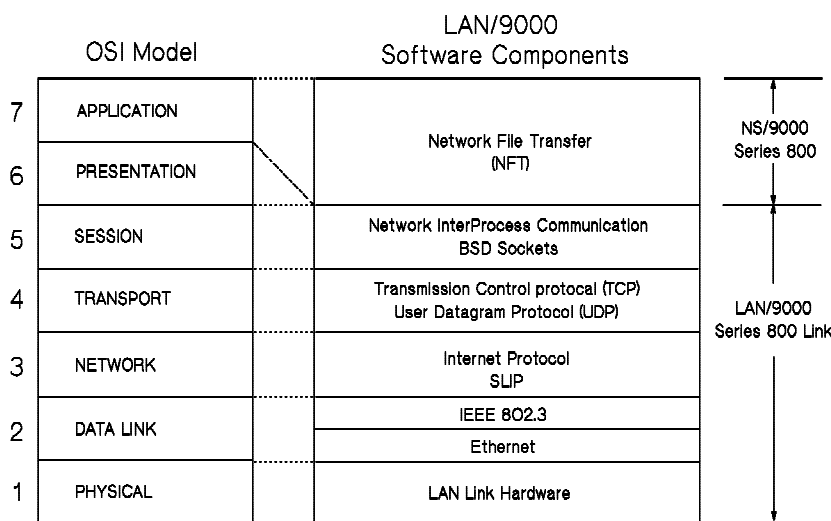 LAN/9000
OSI Model
Software Components
7
APPLICATION
Network File Transfer
(NFT)
NS/9000
Series 800
6
PRESENTATION
5
SESSION
Network InterProcess Communication
BSD Sockets
4
TRANSPORT
Transmission Control protocal (TCP)
User Datagram Protocol (UDP)
LAN/9000
Series 800 Link
3
NETWORK
Internet Protocol
SLIP
2
DATA LINK
IEEE 802.3
Ethernet
1
PHYSICAL
LAN Link Hardware